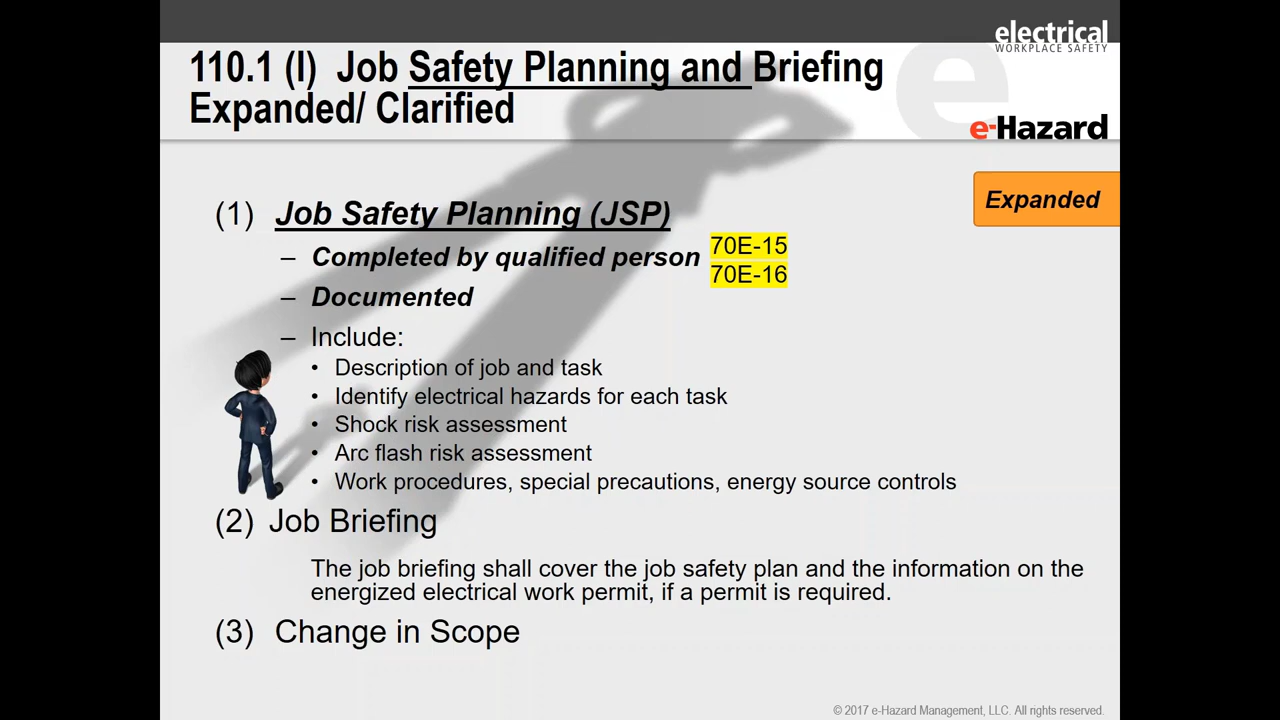 electrical
WORKPLACE SAFETY
110.1 (I) Job Safety Planning and Briefing
Expanded/ Clarified
e-Hazard
Expanded
(1) Job Safety Planning (JSP)
– Completed by qualified person
70E-15
70E-16
– Documented
– Include:
• Description of job and task
• Identify electrical hazards for each task
• Shock risk assessment
• Arc flash risk assessment
• Work procedures, special precautions, energy source controls
(2) Job Briefing
The job briefing shall cover the job safety plan and the information on the
energized electrical work permit, if a permit is required.
(3) Change in Scope
© 2017 e-Hazard Management, LLC. All rights reserved.